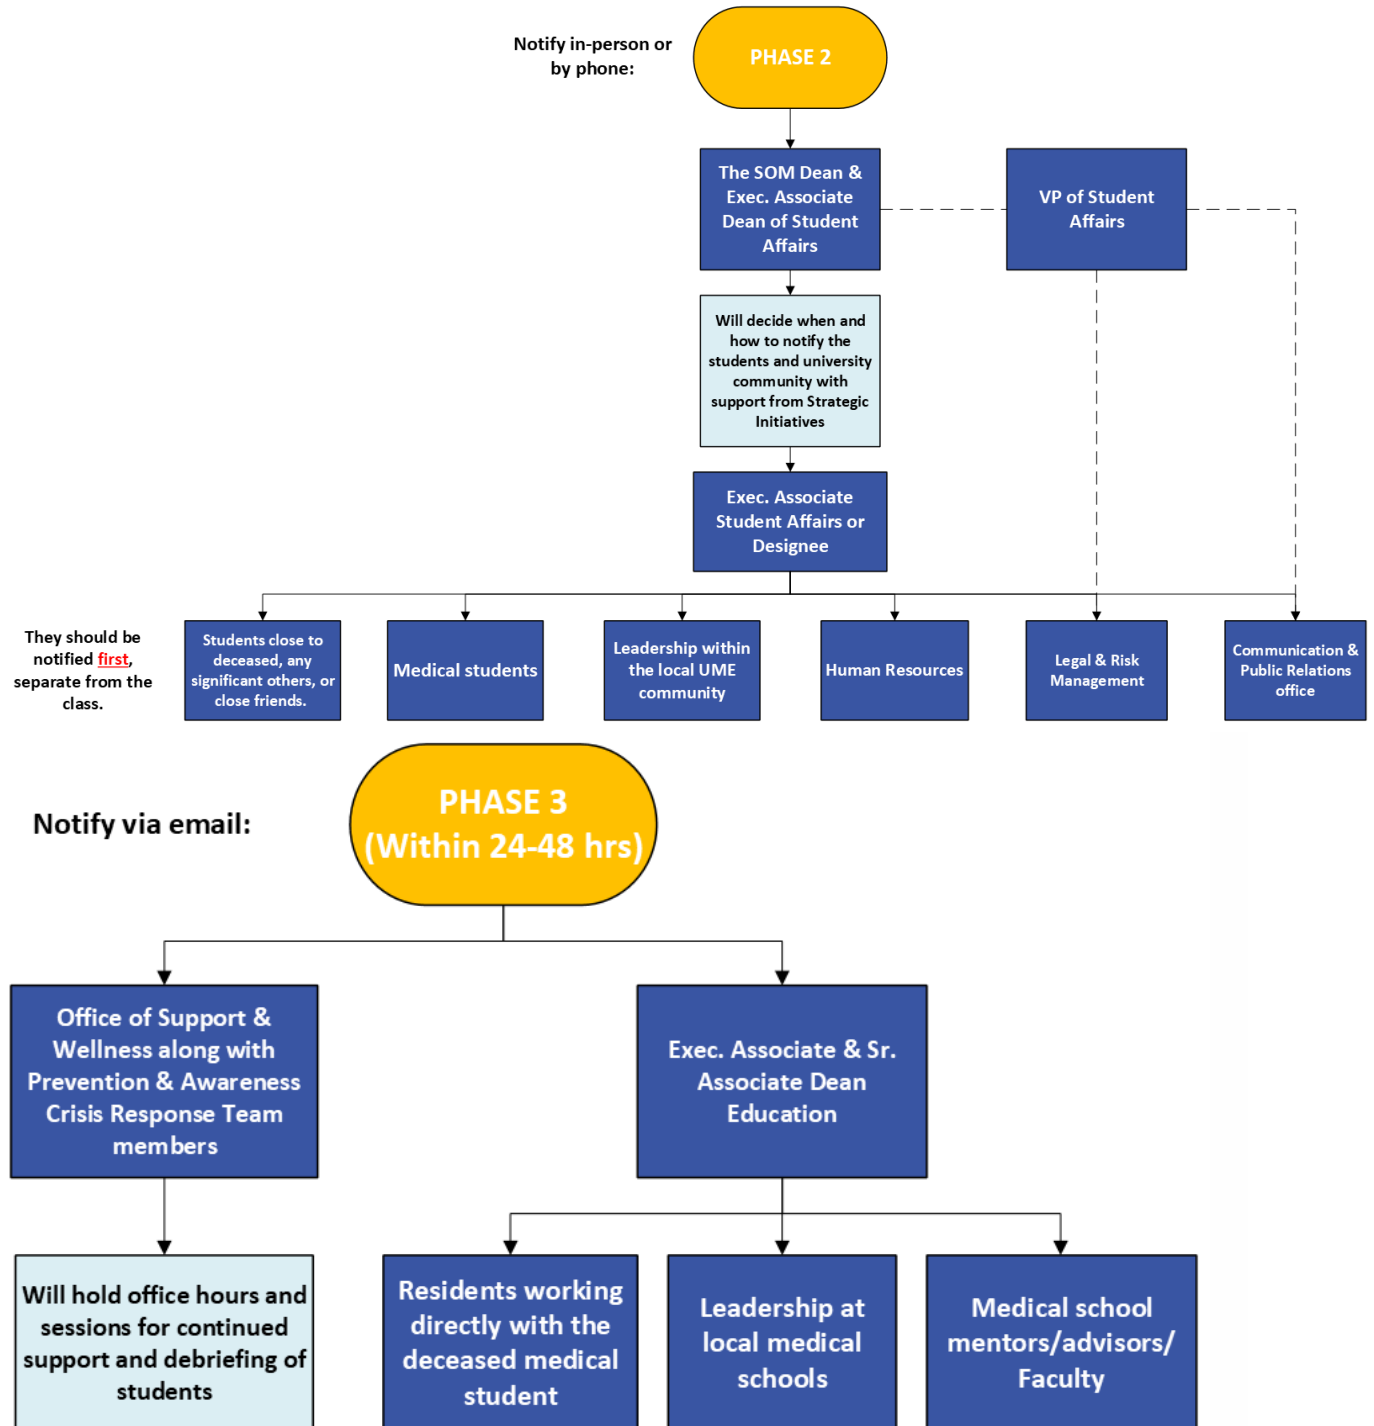 Notify in-person or
by phone:
PHASE 2
The SOM Dean &
Exec. Associate
Dean of Student
Affairs
VP of Student
Affairs
Will decide when and
how to notify the
students and university
community with
support from Strategic
Initiatives
Exec. Associate
Student Affairs or
Designee
They should be
notified first,
separate from the
class.
Students close to
deceased, any
significant others, or
close friends.
Medical students
Leadership within
the local UME
community
Human Resources
Legal & Risk
Management
Communication &
Public Relations
office
Notify via email:
PHASE 3
(Within 24-48 hrs)
Office of Support &
Wellness along with
Prevention & Awareness
Crisis Response Team
members
Exec. Associate & Sr.
Associate Dean
Education
Will hold office hours and
sessions for continued
support and debriefing of
students
Residents working
directly with the
deceased medical
student
Leadership at
local medical
schools
Medical school
mentors/advisors/
Faculty